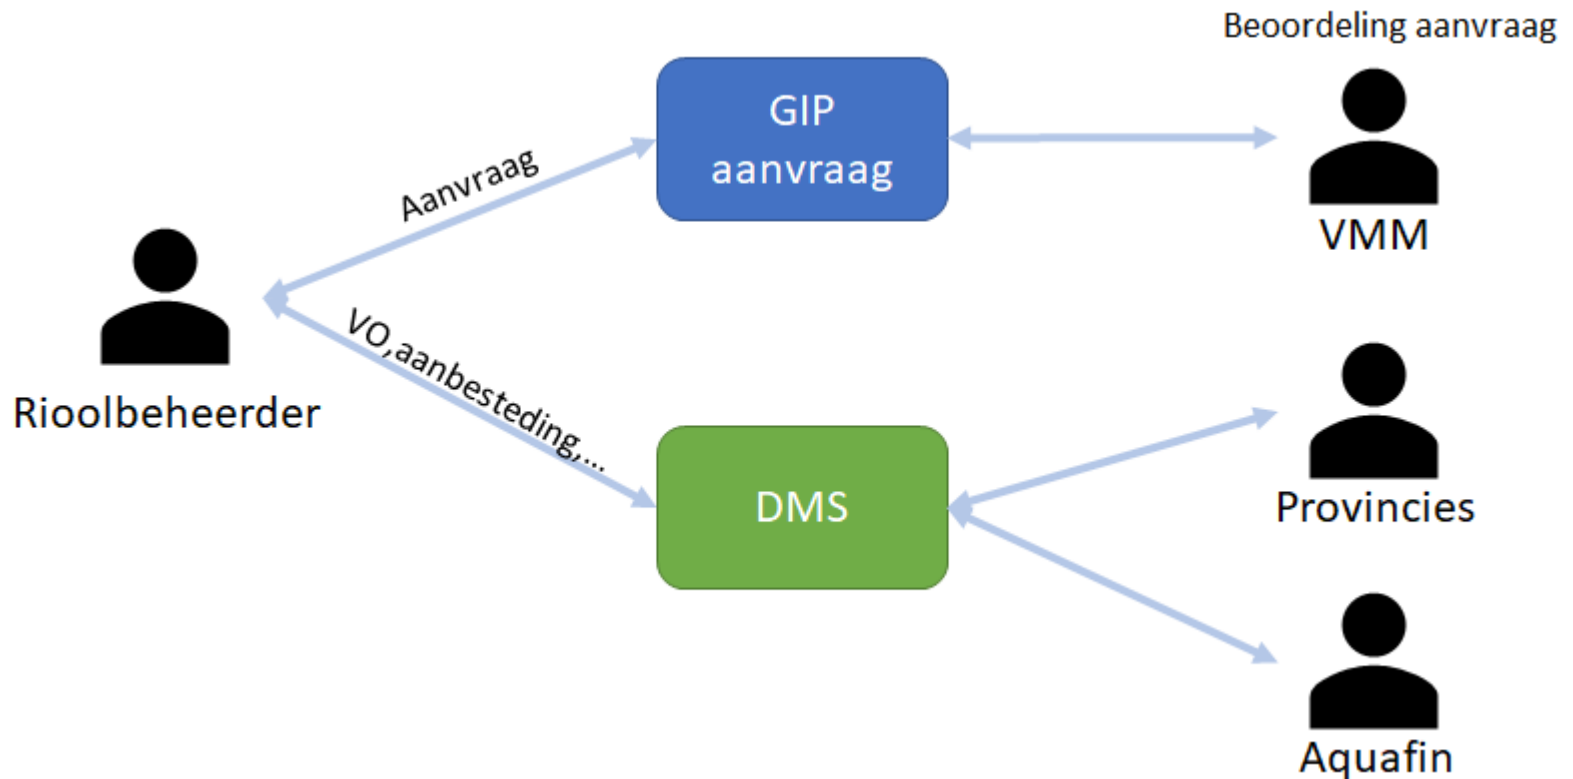 Beoordeling aanvraag
GIP
aanvraag
Aanvraag
VMM
VO,aanbesteding,...
Rioolbeheerder
DMS
Provincies
Aquafin